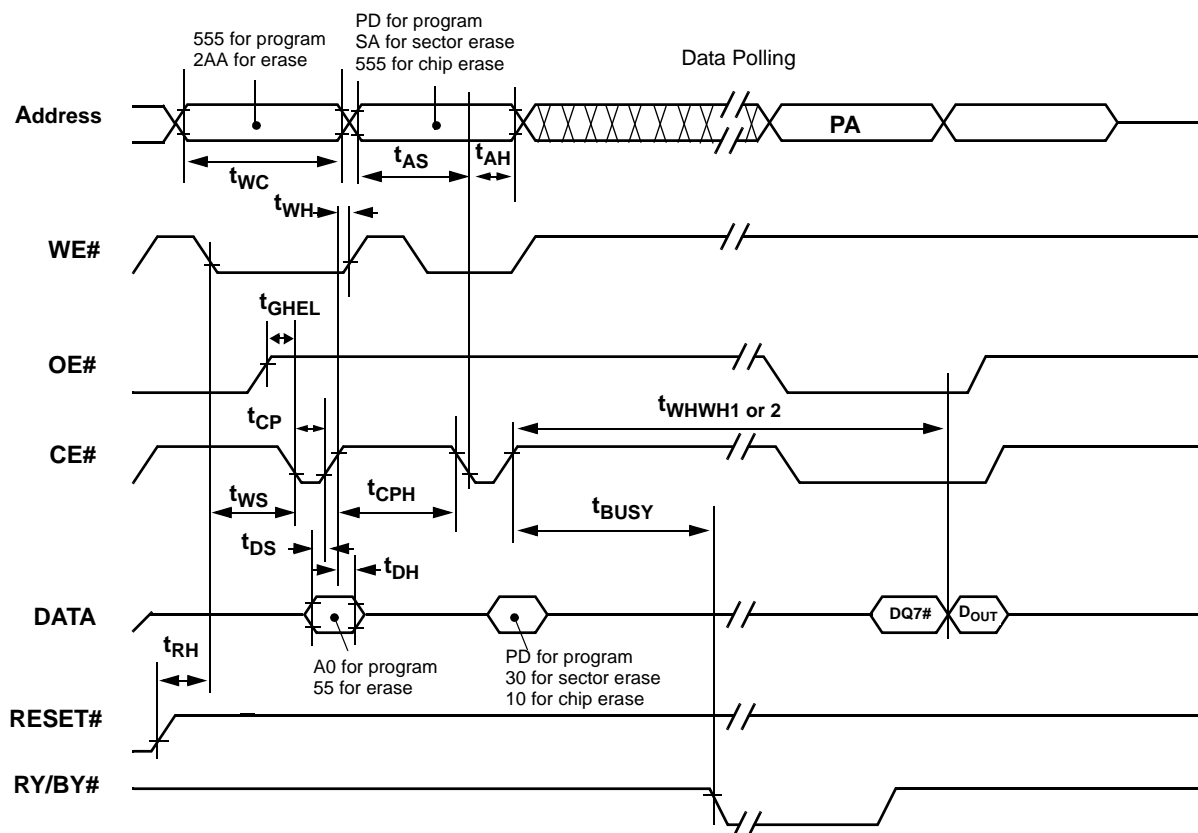 555 for program
2AA for erase
PD for program
SA for sector erase
555 for chip erase
Data Polling
Address
PA
tWC
tAS
tAH
tWH
WE#
tGHEL
OE#
tWHWH1 or 2
tCP
CE#
tWS
tCPH
tBUSY
tDS
tDH
DATA
DQ7#
DOUT
tRH
A0 for program
55 for erase
PD for program
30 for sector erase
10 for chip erase
RESET#
RY/BY#